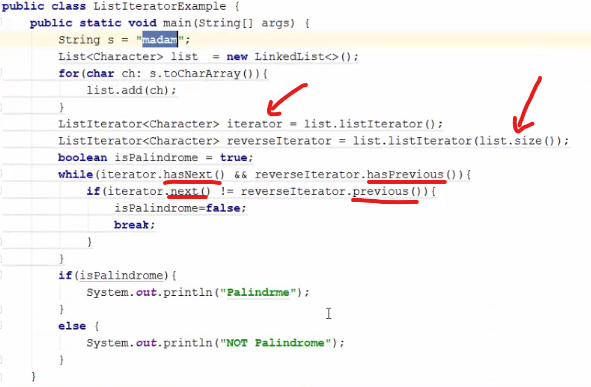 public class ListIteratorExample {
public static void main(String[] args) {
String s = "madam";
List<Character> list  = new LinkedList<>();
for(char ch: s.toCharArray()){
list.add(ch);
}
ListIterator<Character> iterator = list.listIterator();
ListIterator<Character> reverseIterator = list.listIterator(list.size());
boolean isPalindrome = true;
while(iterator.hasNext() && reverseIterator.hasPrevious()){
if(iterator.next() != reverseIterator.previous()){
isPalindrome=false;
break;
}
}
if(isPalindrome){
System.out.println("Palindrme");
}
else {
System.out.println("NOT Palindrome");
}
}